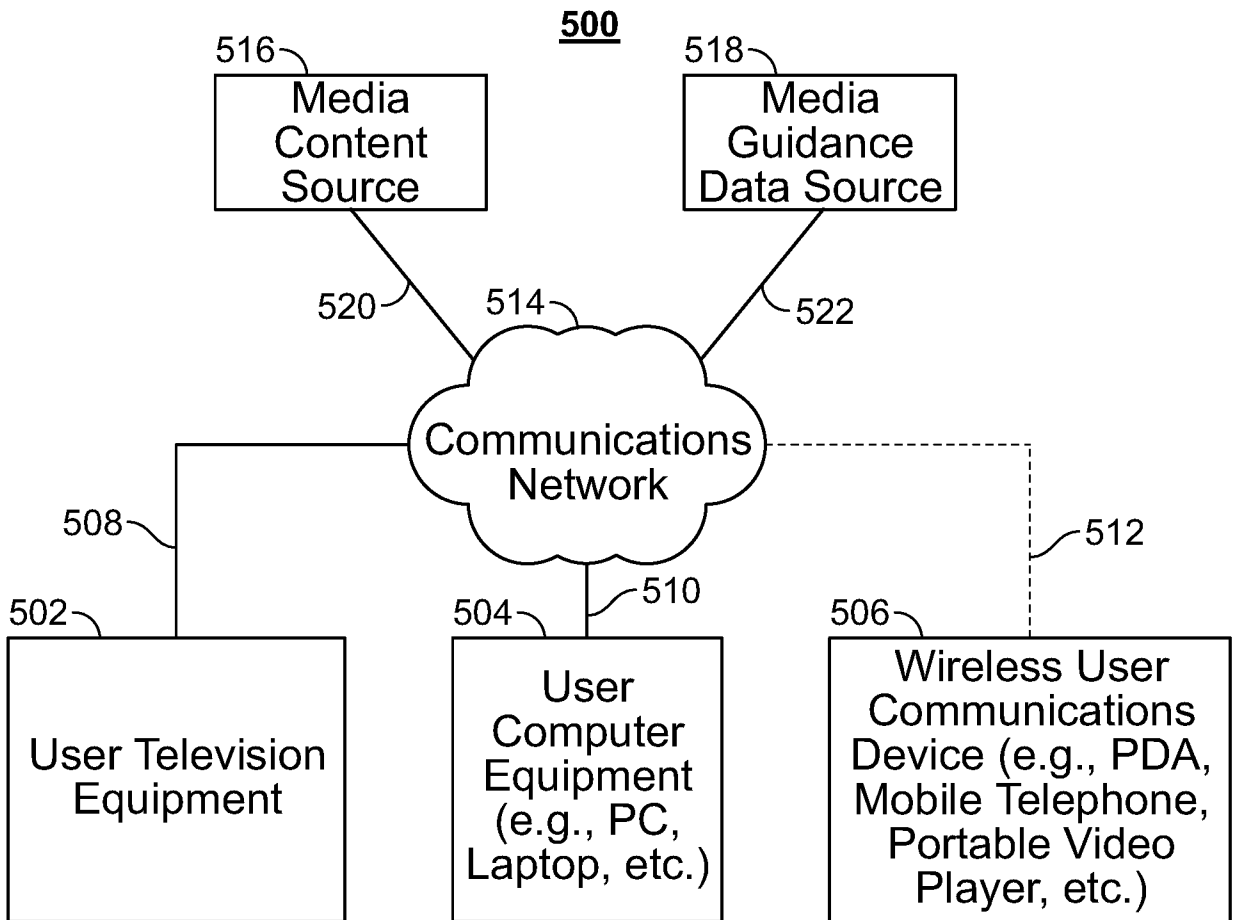 500
516
Media
Content
Source
518
Media
Guidance
Data Source
520
514
522
Communications
Network
508
510
512
502
User Television
Equipment
504
User
Computer
Equipment
(e.g., PC,
Laptop, etc.)
506
Wireless User
Communications
Device (e.g., PDA,
Mobile Telephone,
Portable Video
Player, etc.)